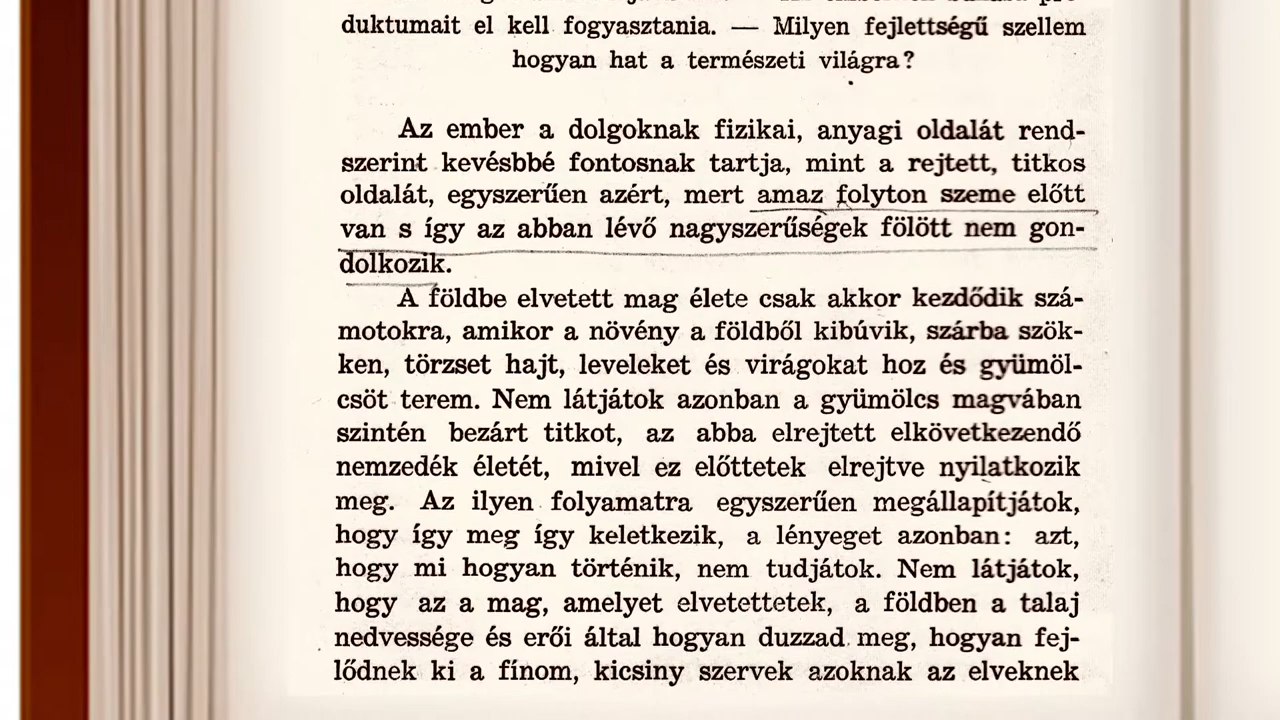 duktumait el kell fogyasztania. — Milyen fejlettségű szellem
hogyan hat a természeti világra?
Az ember a dolgoknak fizikai, anyagi oldalát rend-
szerint kevésbbé fontosnak tartja, mint a rejtett, titkos
oldalát, egyszerűen azért, mert amaz folyton szeme előtt
van s így az abban lévő nagyszerűségek fölött nem gon-
dolkozik.
A földbe elvetett mag élete csak akkor kezdődik szá-
motokra, amikor a növény a földből kibúvik, szárba szök-
ken, törzset hajt, leveleket és virágokat hoz és gyümöl-
csöt terem. Nem látjátok azonban a gyümölcs magvában
szintén bezárt titkot, az abba elrejtett elkövetkezendő
nemzedék életét, mivel ez előttetek elrejtve nyilatkozik
meg. Az ilyen folyamatra egyszerűen megállapítjátok,
hogy így meg így keletkezik, a lényeget azonban: azt,
hogy mi hogyan történik, nem tudjátok. Nem látjátok,
hogy az a mag, amelyet elvetettetek, a földben a talaj
nedvessége és erői által hogyan duzzad meg, hogyan fej-
lődnek ki a fínom, kicsiny szervek azoknak az elveknek